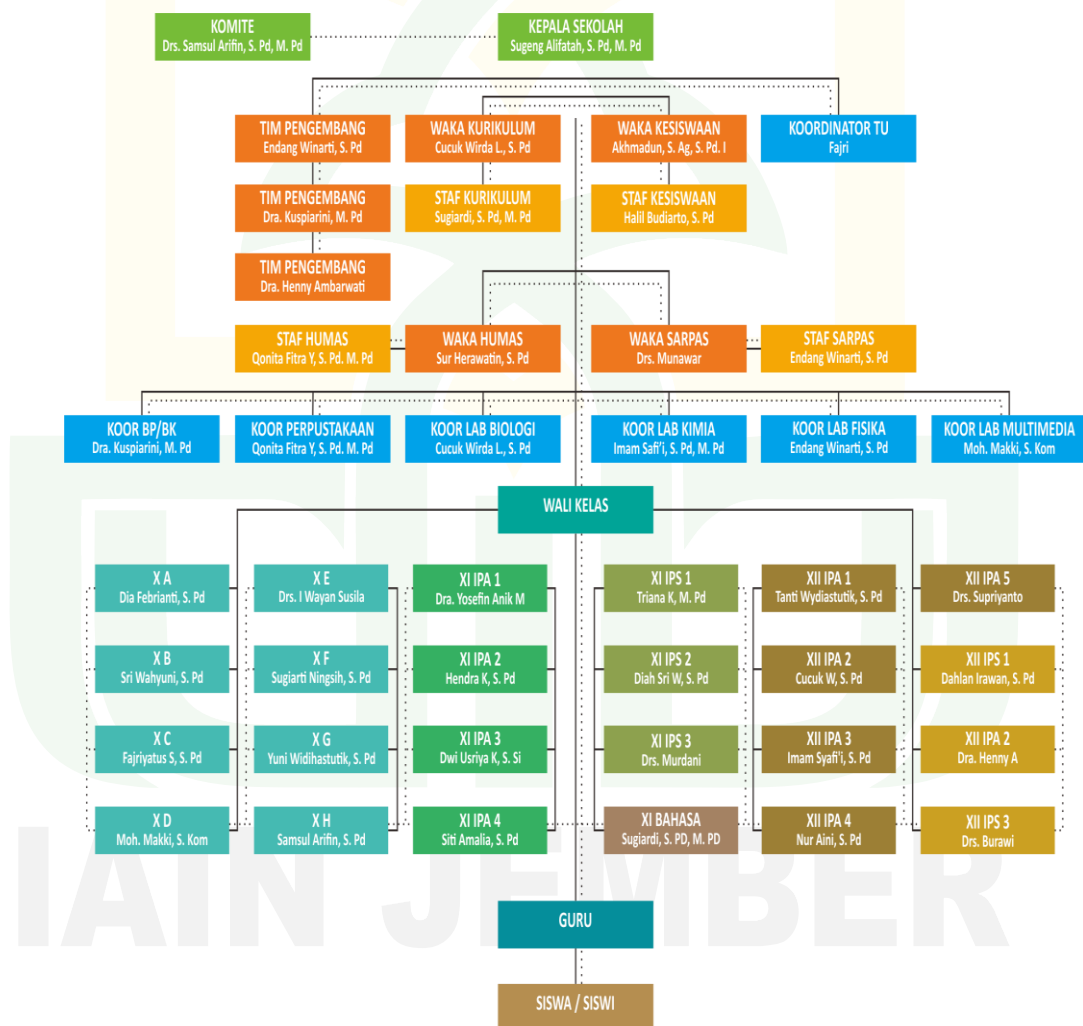 KOMITE
Drs. Samsul Arifin, S. Pd, M. Pd
KEPALA SEKOLAH
Sugeng Alifatah, S. Pd, M. Pd
TIM PENGEMBANG
Endang Winarti, S. Pd
WAKA KURIKULUM
Cucuk Wirda L., S. Pd
WAKA KESISWAAN
Akhmadun, S. Ag, S. Pd. I
KOORDINATOR TU
Fajri
TIM PENGEMBANG
Dra. Kuspiarini, M. Pd
STAF KURIKULUM
Sugiardi, S. Pd, M. Pd
STAF KESISWAAN
Halil Budiarto, S. Pd
TIM PENGEMBANG
Dra. Henny Ambarwati
STAF HUMAS
Qonita Fitra Y, S. Pd. M. Pd
WAKA HUMAS
Sur Herawatin, S. Pd
WAKA SARPAS
Drs. Munawar
STAF SARPAS
Endang Winarti, S. Pd
KOOR BP/BK
Dra. Kuspiarini, M. Pd
KOOR PERPUSTAKAAN
Qonita Fitra Y, S. Pd. M. Pd
KOOR LAB BIOLOGI
Cucuk Wirda L., S. Pd
KOOR LAB KIMIA
Imam Safi'i, S. Pd, M. Pd
KOOR LAB FISIKA
Endang Winarti, S. Pd
KOOR LAB MULTIMEDIA
Moh. Makki, S. Kom
WALI KELAS
X A
Dia Febrianti, S. Pd
X E
Drs. I Wayan Susila
XI IPA 1
Dra. Yosefin Anik M
XI IPS 1
Triana K, M. Pd
XII IPA 1
Tanti Wydiastutik, S. Pd
XII IPA 5
Drs. Supriyanto
X B
Sri Wahyuni, S. Pd
X F
Sugiarti Ningsih, S. Pd
XI IPA 2
Hendra K, S. Pd
XI IPS 2
Diah Sri W, S. Pd
XII IPA 2
Cucuk W, S. Pd
XII IPS 1
Dahlan Irawan, S. Pd
X C
Fajriyatus S, S. Pd
X G
Yuni Widihastutik, S. Pd
XI IPA 3
Dwi Usriya K, S. Si
XI IPS 3
Drs. Murdani
XII IPA 3
Imam Syafi'i, S. Pd
XII IPA 2
Dra. Henny A
X D
Moh. Makki, S. Kom
X H
Samsul Arifin, S. Pd
XI IPA 4
Siti Amalia, S. Pd
XI BAHASA
Sugiardi, S. PD, M. PD
XII IPA 4
Nur Aini, S. Pd
XII IPS 3
Drs. Burawi
IAIN JEMBER
GURU
SISWA / SISWI